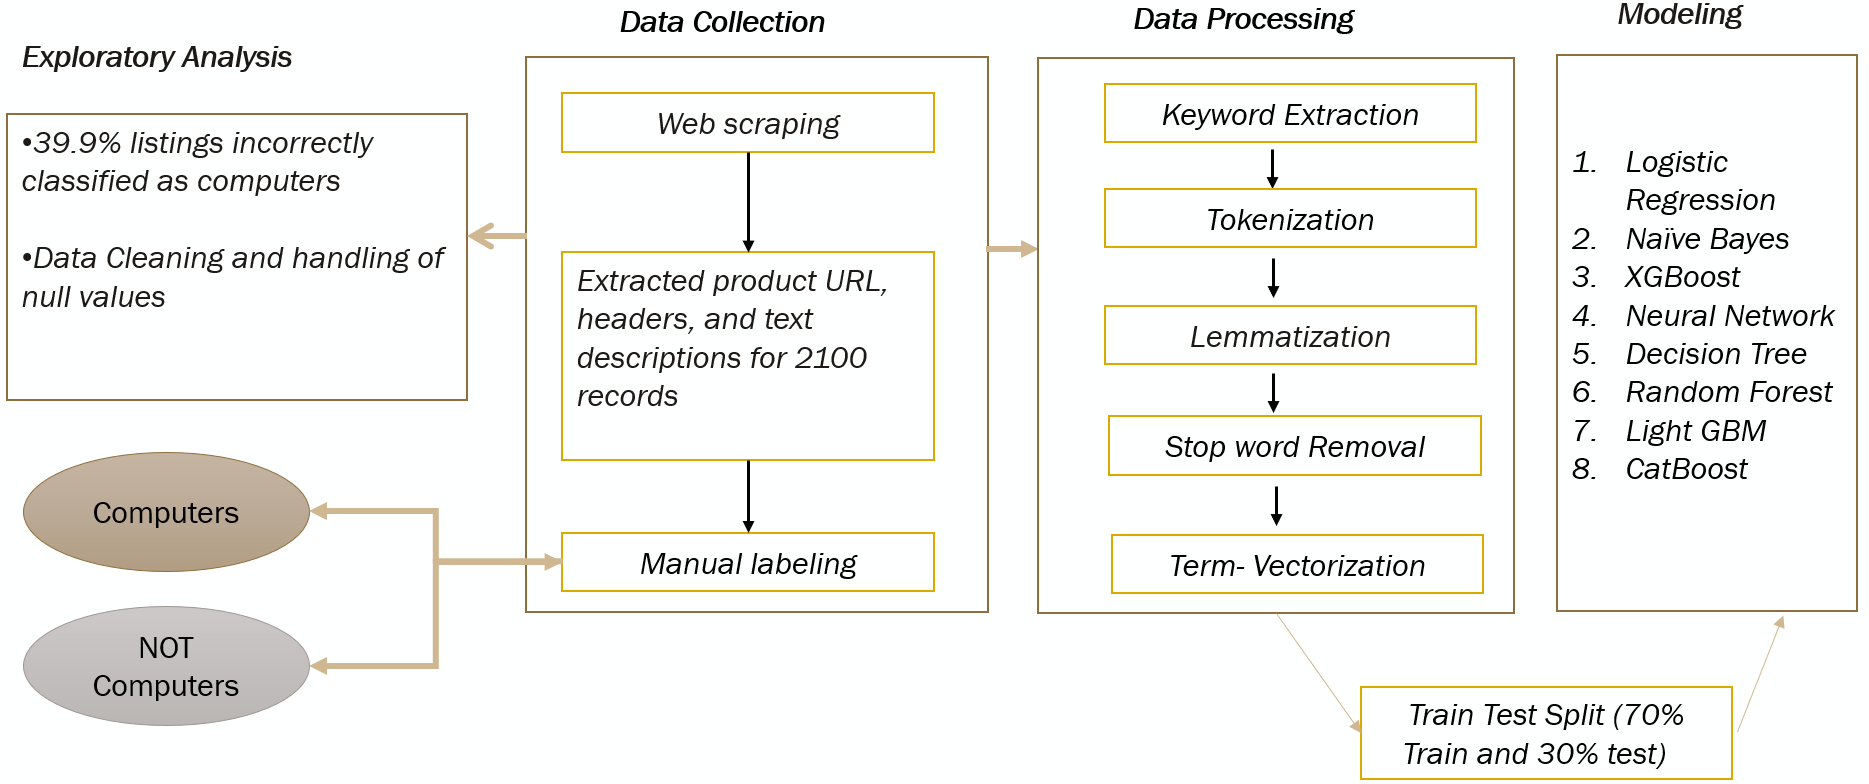 Exploratory Analysis
•39.9% listings incorrectly
classified as computers
•Data Cleaning and handling of
null values
Computers
NOT
Computers
Data Collection
Web scraping
Extracted product URL,
headers, and text
descriptions for 2100
records
Manual labeling
Data Processing
Keyword Extraction
Tokenization
Lemmatization
Stop word Removal
Term- Vectorization
Train Test Split (70%
Train and 30% test)
Modeling
1. Logistic
Regression
2. Naïve Bayes
3. XGBoost
4. Neural Network
5. Decision Tree
6. Random Forest
7. Light GBM
8. CatBoost